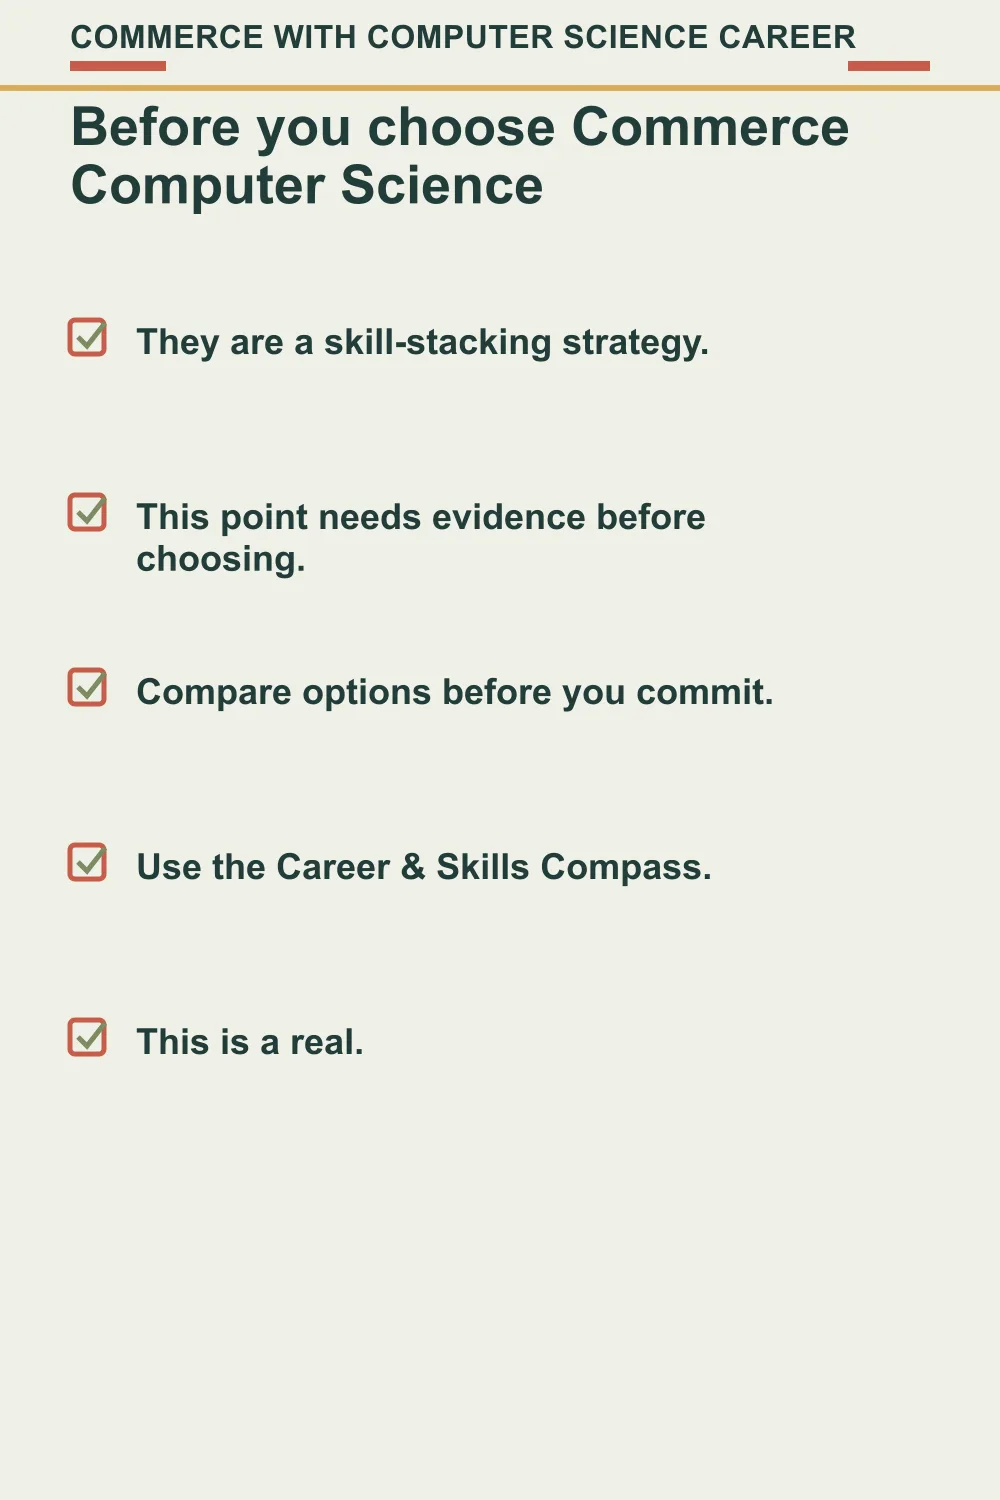 COMMERCE WITH COMPUTER SCIENCE CAREER
Before you choose Commerce
Computer Science
They are a skill-stacking strategy.
This point needs evidence before
choosing.
Compare options before you commit.
Use the Career & Skills Compass.
This is a real.